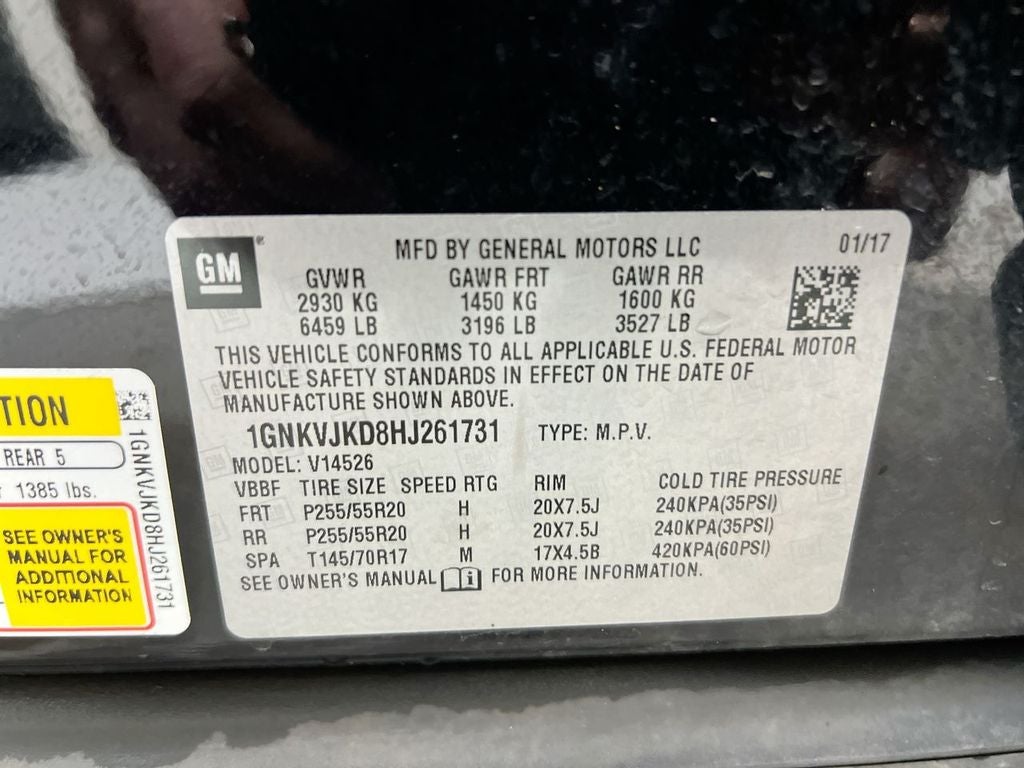 GM
MFD BY GENERAL MOTORS LLC 01/17
GVWR GAWR FRT GAWR RR
2930 KG 1450 KG 1600 KG
6459 LB 3196 LB 3527 LB
THIS VEHICLE CONFORMS TO ALL APPLICABLE U.S. FEDERAL MOTOR
VEHICLE SAFETY STANDARDS IN EFFECT ON THE DATE OF
MANUFACTURE SHOWN ABOVE.
1GNKVJKD8HJ261731 TYPE: M.P.V.
MODEL: V14526
VBBF TIRE SIZE SPEED RTG RIM COLD TIRE PRESSURE
FRT P255/55R20 H 20X7.5J 240KPA(35PSI)
RR P255/55R20 H 20X7.5J 240KPA(35PSI)
SPA T145/70R17 M 17X4.5B 420KPA(60PSI)
SEE OWNER'S MANUAL FOR MORE INFORMATION.
TION
REAR 5
1385 lbs.
SEE OWNER'S
MANUAL FOR
ADDITIONAL
INFORMATION
1GNKVJKD8HJ261731